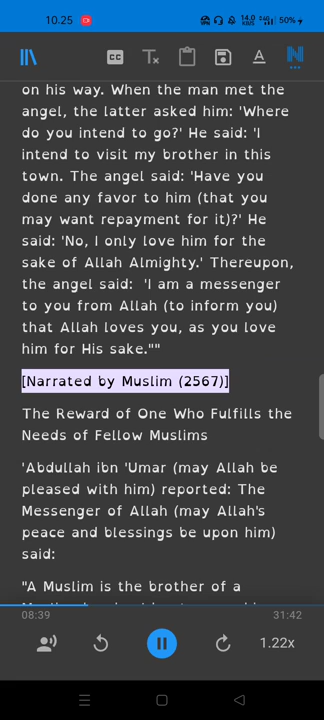 10.25
14.0
KB/S
50%
CC
A
N
on his way. When the man met the
angel, the latter asked him: 'Where
do you intend to go?' He said: 'I
intend to visit my brother in this
town. The angel said: 'Have you
done any favor to him (that you
may want repayment for it)?' He
said: 'No, I only love him for the
sake of Allah Almighty.' Thereupon,
the angel said:  'I am a messenger
to you from Allah (to inform you)
that Allah loves you, as you love
him for His sake.""
[Narrated by Muslim (2567)]
The Reward of One Who Fulfills the
Needs of Fellow Muslims
'Abdullah ibn 'Umar (may Allah be
pleased with him) reported: The
Messenger of Allah (may Allah's
peace and blessings be upon him)
said:
"A Muslim is the brother of a
08:39
31:42
1.22x